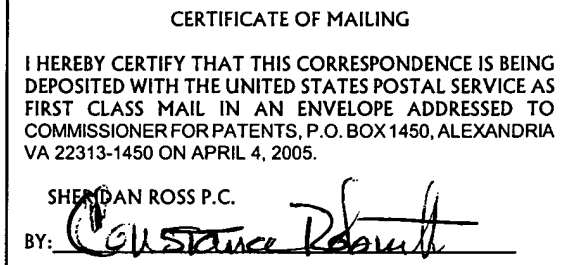 CERTIFICATE OF MAILING
I HEREBY CERTIFY THAT THIS CORRESPONDENCE IS BEING
DEPOSITED WITH THE UNITED STATES POSTAL SERVICE AS
FIRST CLASS MAIL IN AN ENVELOPE ADDRESSED TO
COMMISSIONER FOR PATENTS, P.O. BOX 1450, ALEXANDRIA
VA 22313-1450 ON APRIL 4, 2005.
SHERIDAN ROSS P.C.
BY: Constance